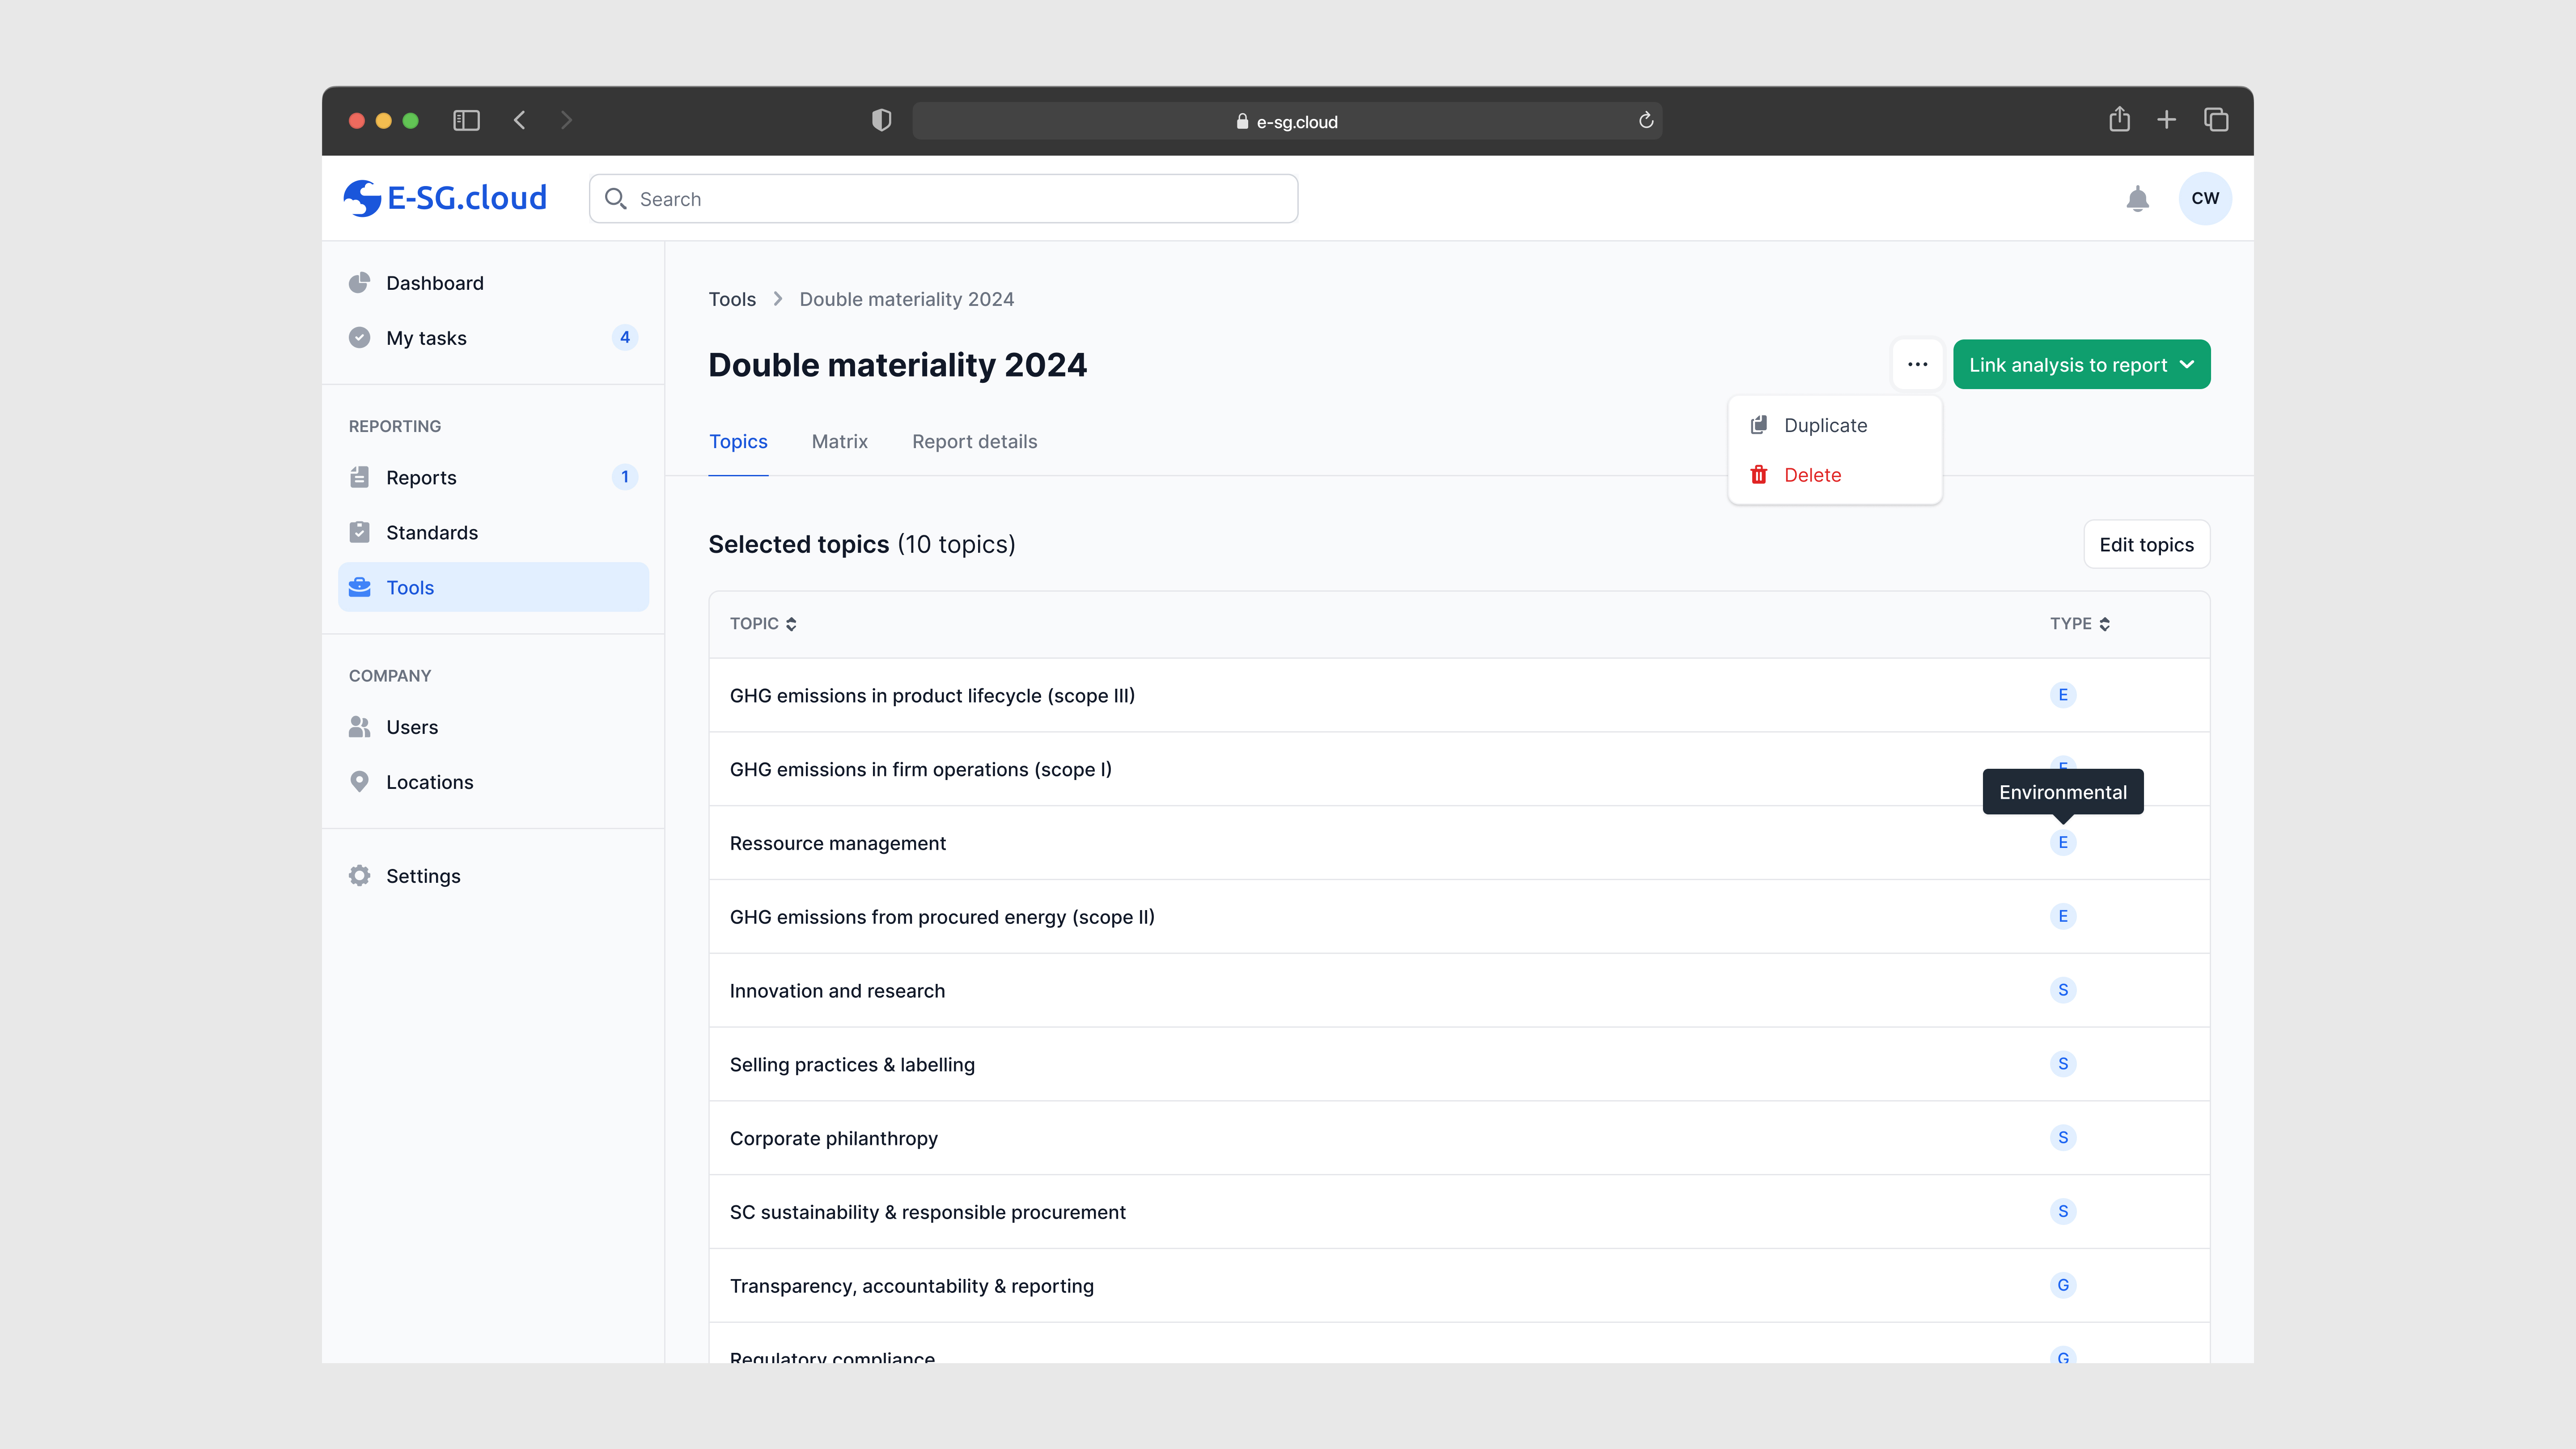 e-sg.cloud
E-SG.cloud
Search
CW
Dashboard
My tasks
4
REPORTING
Reports
1
Standards
Tools
COMPANY
Users
Locations
Settings
Tools
Double materiality 2024
Double materiality 2024
Link analysis to report
Duplicate
Delete
Topics
Matrix
Report details
Selected topics (10 topics)
Edit topics
TOPIC
TYPE
GHG emissions in product lifecycle (scope III)
E
GHG emissions in firm operations (scope I)
E
Environmental
Ressource management
E
GHG emissions from procured energy (scope II)
E
Innovation and research
S
Selling practices & labelling
S
Corporate philanthropy
S
SC sustainability & responsible procurement
S
Transparency, accountability & reporting
G
Regulatory compliance
G